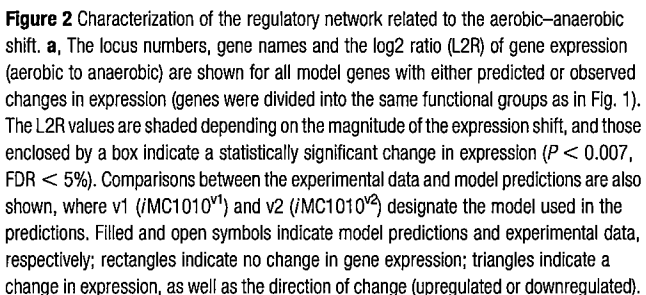 Figure 2 Characterization of the regulatory network related to the aerobic–anaerobic
shift. a, The locus numbers, gene names and the log2 ratio (L2R) of gene expression
(aerobic to anaerobic) are shown for all model genes with either predicted or observed
changes in expression (genes were divided into the same functional groups as in Fig. 1).
The L2R values are shaded depending on the magnitude of the expression shift, and those
enclosed by a box indicate a statistically significant change in expression (P < 0.007,
FDR < 5%). Comparisons between the experimental data and model predictions are also
shown, where v1 (iMC1010v1) and v2 (iMC1010v2) designate the model used in the
predictions. Filled and open symbols indicate model predictions and experimental data,
respectively; rectangles indicate no change in gene expression; triangles indicate a
change in expression, as well as the direction of change (upregulated or downregulated).